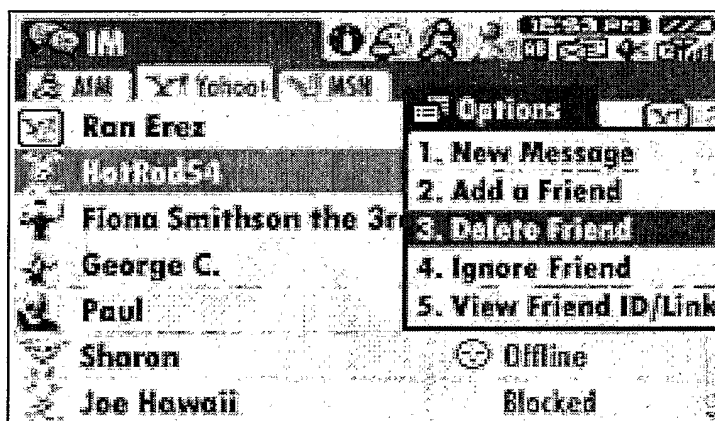 IM 12:23 PM
AIM Yahoo! MSN
Options
Ran Erez
1. New Message
HotRod54
2. Add a Friend
Fiona Smithson the 3r
3. Delete Friend
George C.
4. Ignore Friend
Paul
5. View Friend ID/Link
Sharon
Offline
Joe Hawaii
Blocked